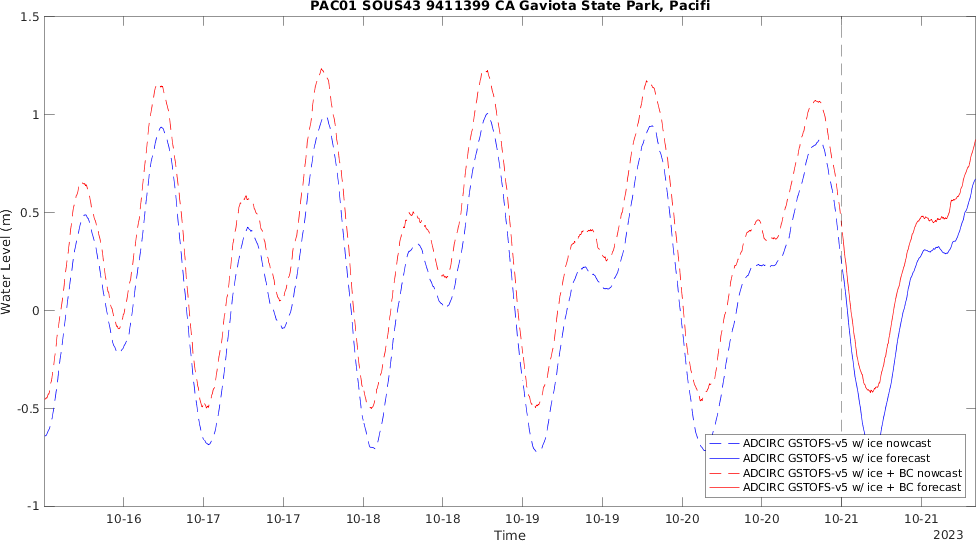 PAC01 SOUS43 9411399 CA Gaviota State Park, Pacifi
1.5
1
0.5
0
-0.5
-1
Water Level (m)
ADCIRC GSTOFS-v5 w/ ice nowcast
ADCIRC GSTOFS-v5 w/ ice forecast
ADCIRC GSTOFS-v5 w/ ice + BC nowcast
ADCIRC GSTOFS-v5 w/ ice + BC forecast
10-16 10-17 10-17 10-18 10-18 10-19 10-19 10-20 10-20 10-21 10-21
Time
2023